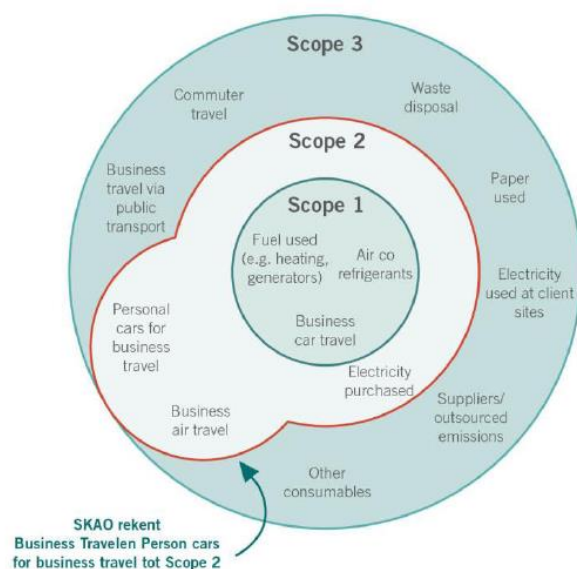 Scope 3
Commuter
travel
Waste
disposal
Scope 2
Business
travel via
public
transport
Paper
used
Scope 1
Fuel used
(e.g. heating,
generators)
Air co
refrigerants
Electricity
used at client
sites
Personal
cars for
business
travel
Business
car travel
Electricity
purchased
Business
air travel
Suppliers/
outsourced
emissions
Other
consumables
SKAO rekent
Business Travelen Person cars
for business travel tot Scope 2